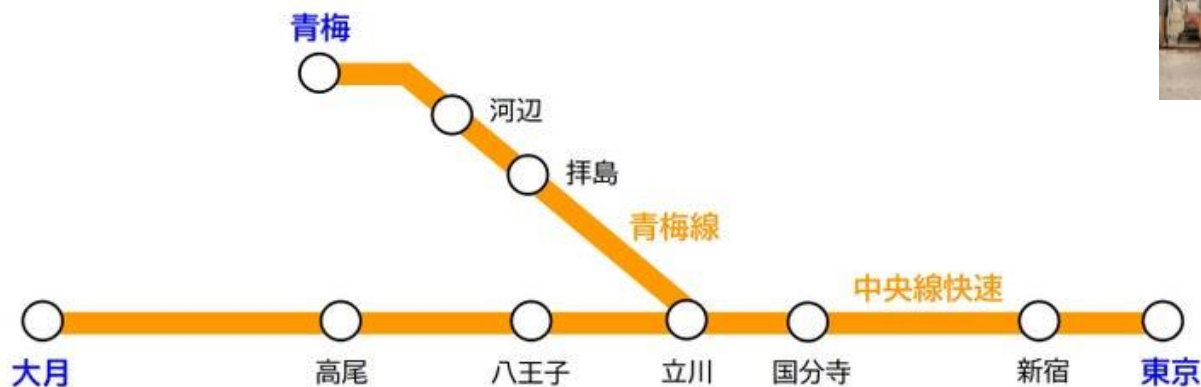 青梅
河辺
拝島
青梅線
中央線快速
大月
高尾
八王子
立川
国分寺
新宿
東京